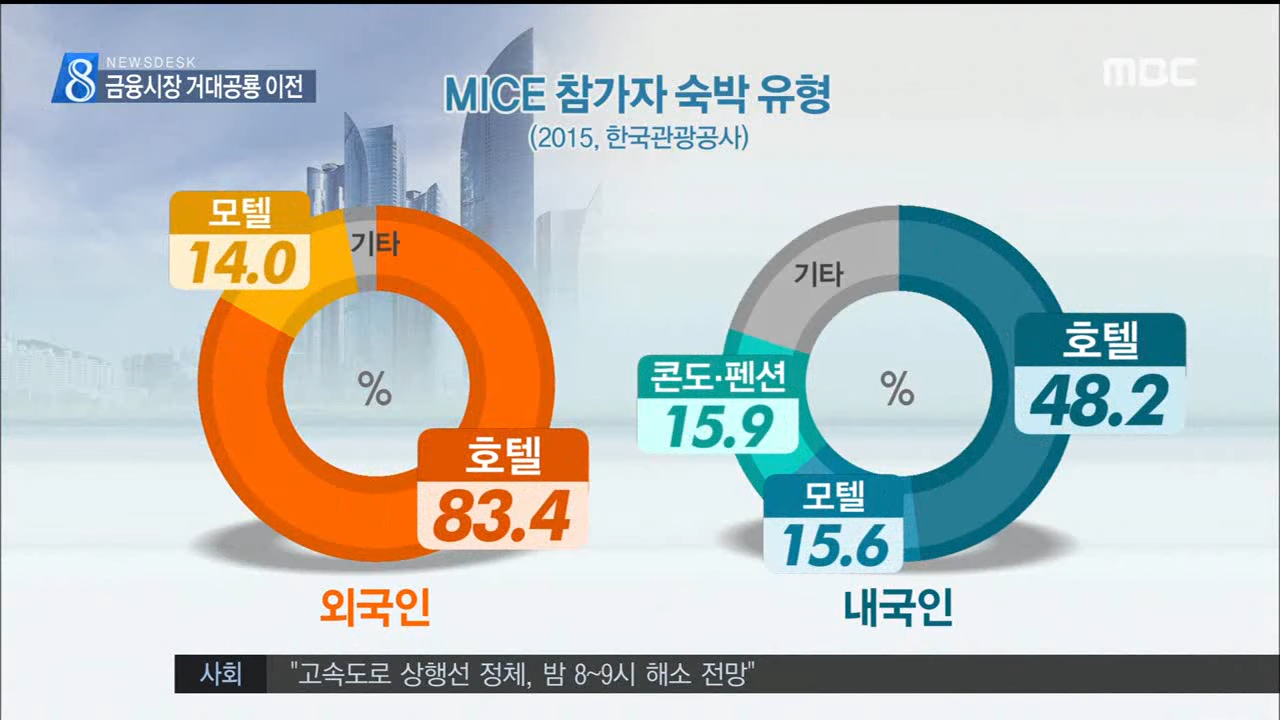 NEWSDESK
8 금융시장 거대공룡 이전
MBC
MICE 참가자 숙박 유형
(2015, 한국관광공사)
모텔
14.0
기타
%
호텔
83.4
외국인
기타
호텔
48.2
콘도·펜션
15.9
%
모텔
15.6
내국인
사회 "고속도로 상행선 정체, 밤 8~9시 해소 전망"